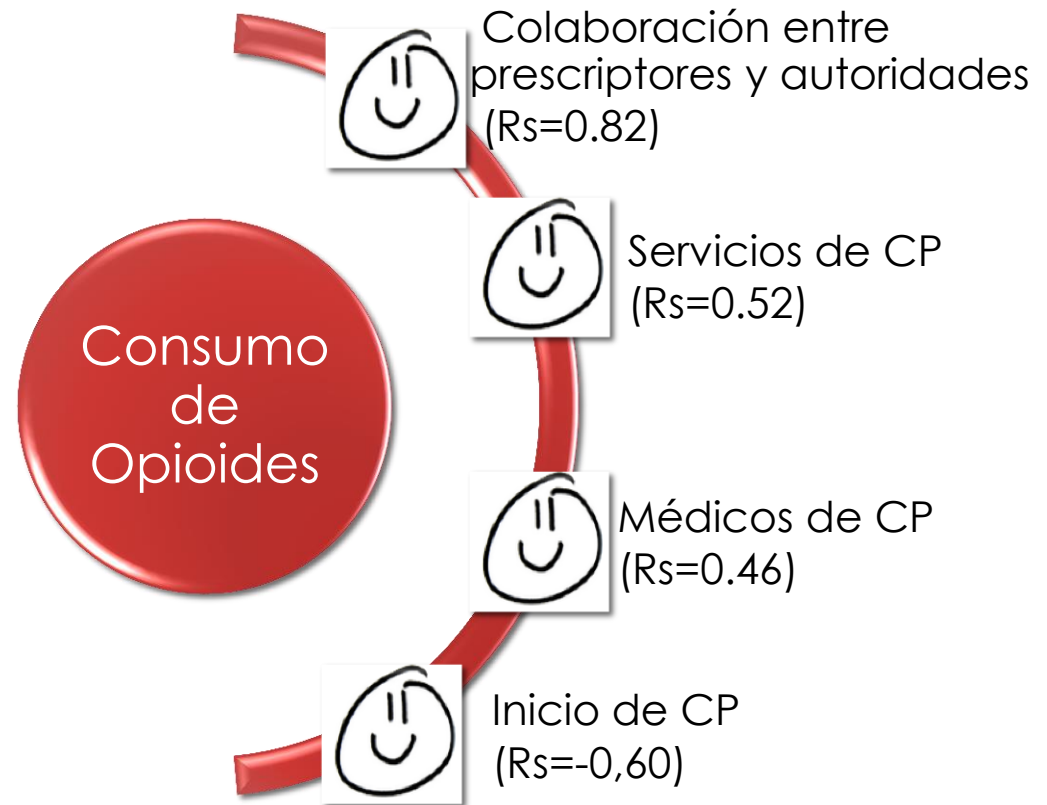 Colaboración entre
prescriptores y autoridades
(Rs=0.82)
Servicios de CP
(Rs=0.52)
Consumo
de
Opioides
Médicos de CP
(Rs=0.46)
Inicio de CP
(Rs=-0,60)